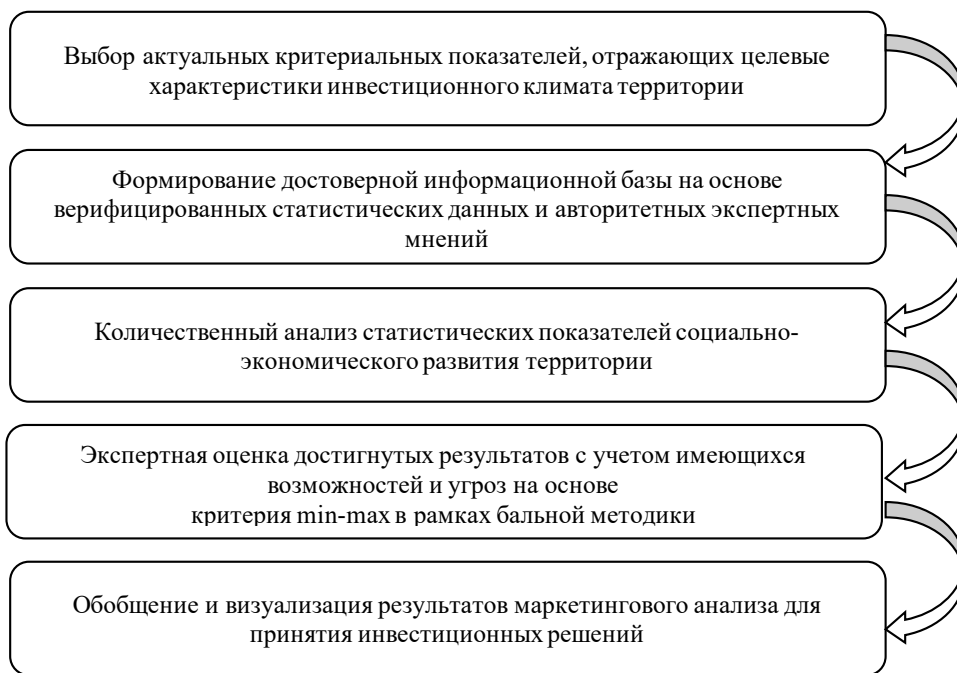 Выбор актуальных критериальных показателей, отражающих целевые
характеристики инвестиционного климата территории
Формирование достоверной информационной базы на основе
верифицированных статистических данных и авторитетных экспертных
мнений
Количественный анализ статистических показателей социально-
экономического развития территории
Экспертная оценка достигнутых результатов с учетом имеющихся
возможностей и угроз на основе
критерия min-max в рамках бальной методики
Обобщение и визуализация результатов маркетингового анализа для
принятия инвестиционных решений